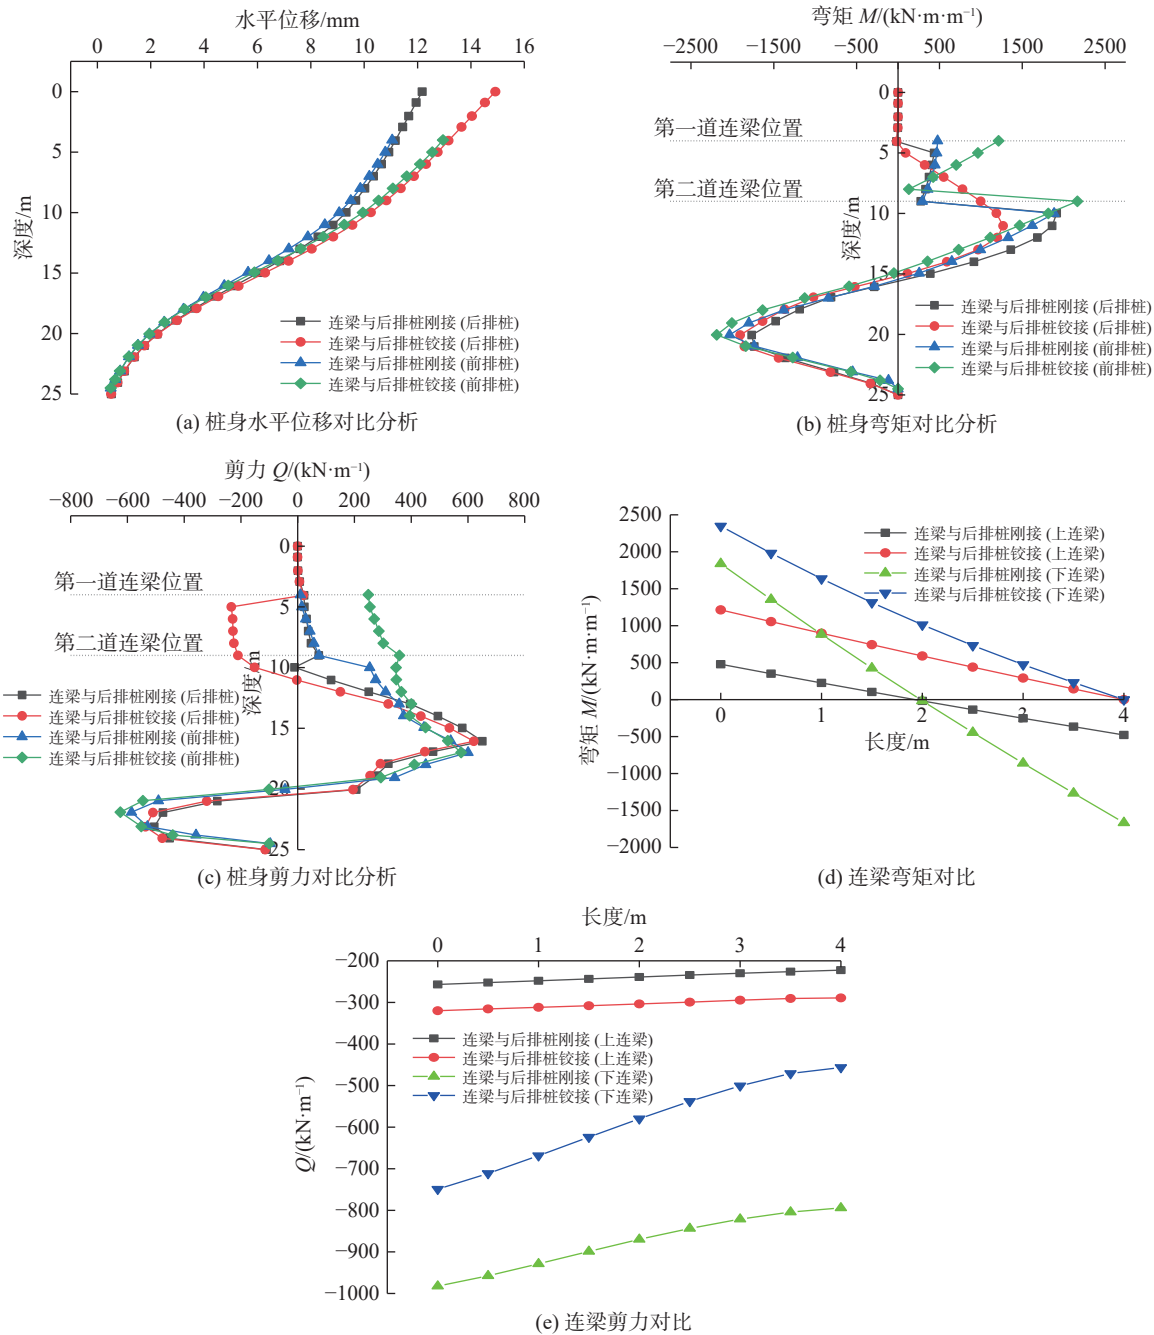 水平位移/mm
0 2 4 6 8 10 12 14 16
0
5
10
15
20
25
深度/m
连梁与后排桩刚接 (后排桩)
连梁与后排桩铰接 (后排桩)
连梁与后排桩刚接 (前排桩)
连梁与后排桩铰接 (前排桩)
(a) 桩身水平位移对比分析
弯矩 M/(kN·m·m⁻¹)
−2500 −1500 −500 500 1500 2500
0
5
10
15
20
25
第一道连梁位置
第二道连梁位置
深度/m
连梁与后排桩刚接 (后排桩)
连梁与后排桩铰接 (后排桩)
连梁与后排桩刚接 (前排桩)
连梁与后排桩铰接 (前排桩)
(b) 桩身弯矩对比分析
剪力 Q/(kN·m⁻¹)
−800 −600 −400 −200 0 200 400 600 800
0
5
10
15
20
25
第一道连梁位置
第二道连梁位置
深度/m
连梁与后排桩刚接 (后排桩)
连梁与后排桩铰接 (后排桩)
连梁与后排桩刚接 (前排桩)
连梁与后排桩铰接 (前排桩)
(c) 桩身剪力对比分析
2500
2000
1500
1000
500
0
−500
−1000
−1500
−2000
弯矩 M/(kN·m·m⁻¹)
连梁与后排桩刚接 (上连梁)
连梁与后排桩铰接 (上连梁)
连梁与后排桩刚接 (下连梁)
连梁与后排桩铰接 (下连梁)
0 1 2 3 4
长度/m
(d) 连梁弯矩对比
长度/m
0 1 2 3 4
−200
−300
−400
−500
−600
−700
−800
−900
−1000
Q/(kN·m⁻¹)
连梁与后排桩刚接 (上连梁)
连梁与后排桩铰接 (上连梁)
连梁与后排桩刚接 (下连梁)
连梁与后排桩铰接 (下连梁)
(e) 连梁剪力对比